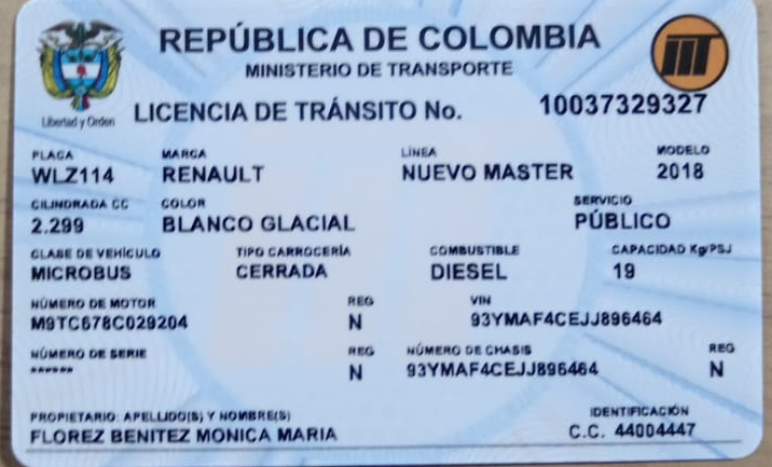 REPÚBLICA DE COLOMBIA
MINISTERIO DE TRANSPORTE
Libertad y Orden
LICENCIA DE TRÁNSITO No. 10037329327
PLACA MARCA LÍNEA MODELO
WLZ114 RENAULT NUEVO MASTER 2018
CILINDRADA CC COLOR SERVICIO
2.299 BLANCO GLACIAL PÚBLICO
CLASE DE VEHÍCULO TIPO CARROCERÍA COMBUSTIBLE CAPACIDAD Kg/PSJ
MICROBUS CERRADA DIESEL 19
NÚMERO DE MOTOR REG VIN
M9TC678C029204 N 93YMAF4CEJJ896464
NÚMERO DE SERIE REG NÚMERO DE CHASIS REG
****** N 93YMAF4CEJJ896464 N
PROPIETARIO: APELLIDO(S) Y NOMBRE(S) IDENTIFICACIÓN
FLOREZ BENITEZ MONICA MARIA C.C. 44004447